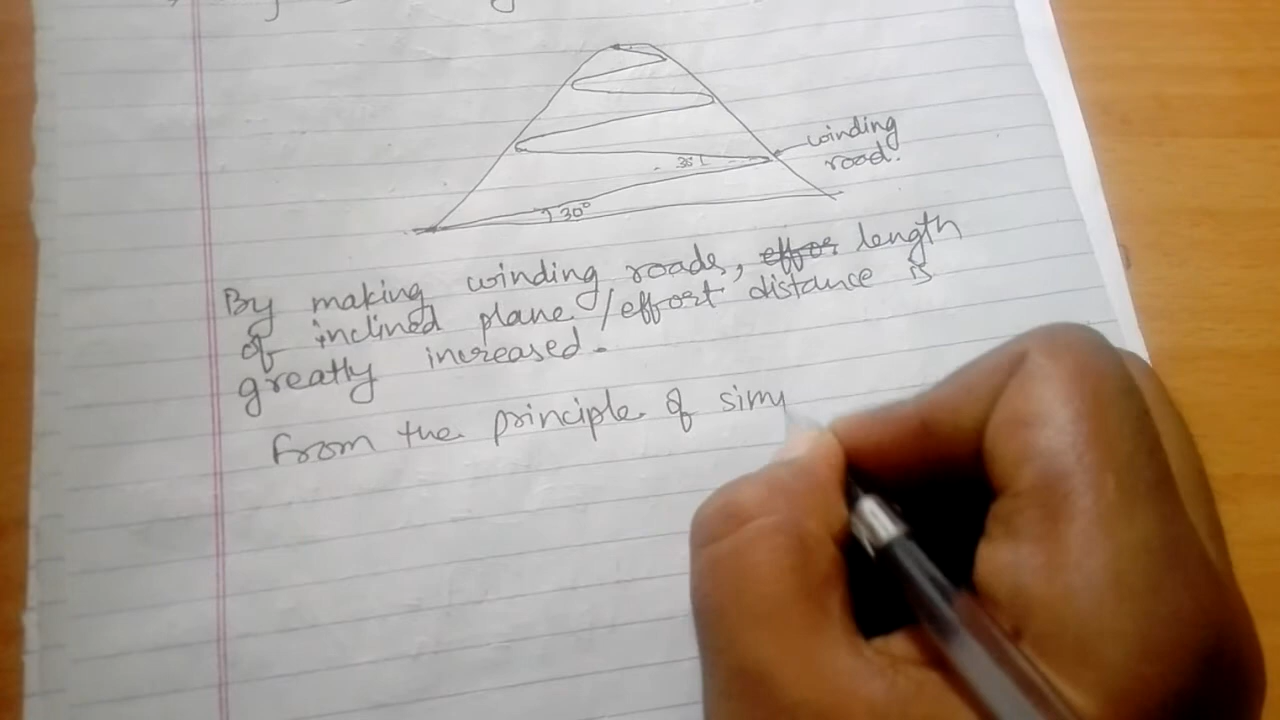 winding
road.
30°
30°
By making winding roads, effor length
of inclined plane/effort distance is
greatly increased.
From the principle of simp